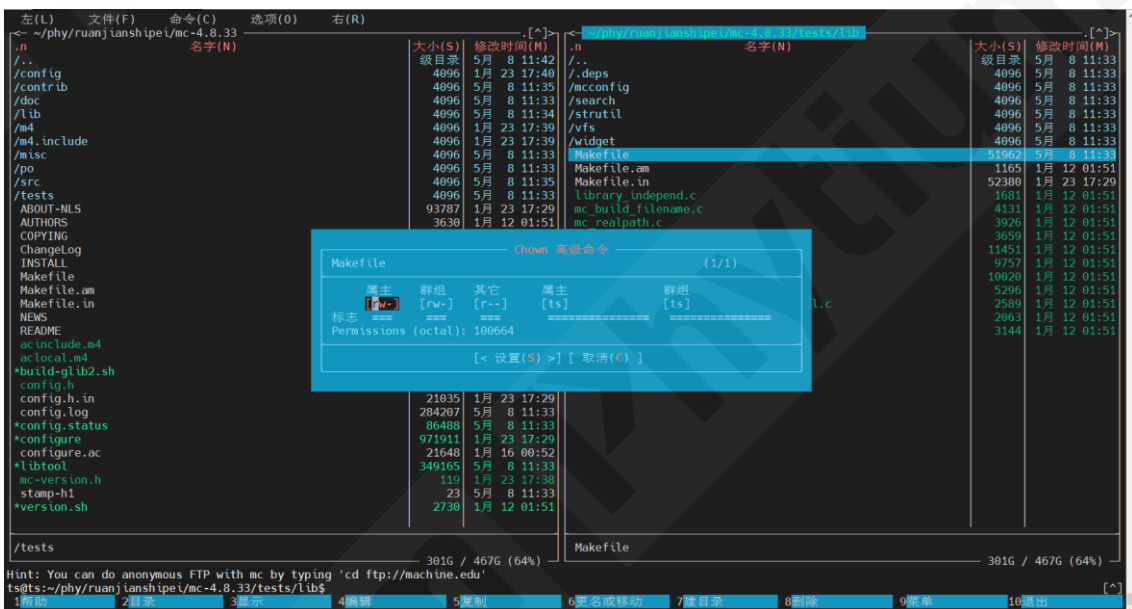 左(L) 文件(F) 命令(C) 选项(O) 右(R)
<─ ~/phy/ruanjianshipei/mc-4.8.33 ─.[^]>
.n 名字(N) 大小(S) 修改时间(M)
/.. 级目录 5月 8 11:42
/config 4096 1月 23 17:40
/contrib 4096 5月 8 11:35
/doc 4096 5月 8 11:33
/lib 4096 5月 8 11:34
/m4 4096 1月 23 17:39
/m4.include 4096 1月 23 17:39
/misc 4096 5月 8 11:33
/po 4096 5月 8 11:33
/src 4096 5月 8 11:35
/tests 4096 5月 8 11:33
ABOUT-NLS 93787 1月 23 17:29
AUTHORS 3630 1月 12 01:51
COPYING
ChangeLog
INSTALL
Makefile
Makefile.am
Makefile.in
NEWS
README
acinclude.m4
aclocal.m4
*build-glib2.sh
config.h
config.h.in 21035 1月 23 17:29
config.log 284207 5月 8 11:33
*config.status 86488 5月 8 11:33
*configure 971911 1月 23 17:29
configure.ac 21648 1月 16 00:52
*libtool 349165 5月 8 11:33
mc-version.h 119 1月 23 17:38
stamp-h1 23 5月 8 11:33
*version.sh 2730 1月 12 01:51
/tests
301G / 467G (64%)
<─ ~/phy/ruanjianshipei/mc-4.8.33/tests/lib ─.[^]>
.n 名字(N) 大小(S) 修改时间(M)
/.. 级目录 5月 8 11:33
/.deps 4096 5月 8 11:33
/mcconfig 4096 5月 8 11:33
/search 4096 5月 8 11:33
/strutil 4096 5月 8 11:33
/vfs 4096 5月 8 11:33
/widget 4096 5月 8 11:33
Makefile 51962 5月 8 11:33
Makefile.am 1165 1月 12 01:51
Makefile.in 52380 1月 23 17:29
library_independ.c 1681 1月 12 01:51
mc_build_filename.c 4131 1月 12 01:51
mc_realpath.c 3926 1月 12 01:51
3659 1月 12 01:51
11451 1月 12 01:51
9757 1月 12 01:51
10020 1月 12 01:51
5296 1月 12 01:51
l.c 2589 1月 12 01:51
2063 1月 12 01:51
3144 1月 12 01:51
Makefile
301G / 467G (64%)
Chown 高级命令
Makefile (1/1)
属主 群组 其它 属主 群组
[rw-] [rw-] [r--] [ts] [ts]
标志 === === === =============== ===============
Permissions (octal): 100664
[< 设置(S) >] [ 取消(C) ]
Hint: You can do anonymous FTP with mc by typing 'cd ftp://machine.edu'
ts@ts:~/phy/ruanjianshipei/mc-4.8.33/tests/lib$ [^]
1帮助 2目录 3显示 4编辑 5复制 6更名或移动 7建目录 8删除 9菜单 10退出